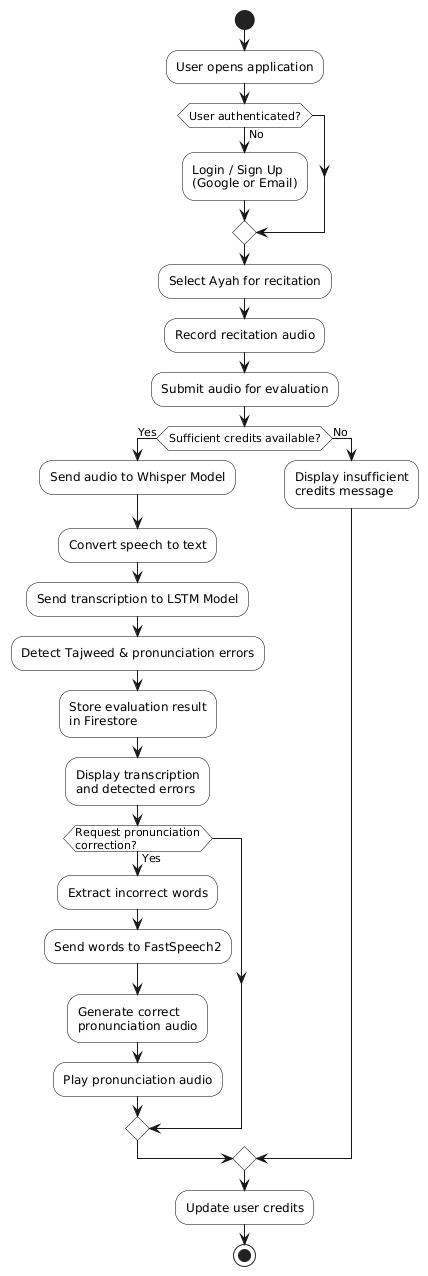 User opens application
User authenticated?
No
Login / Sign Up
(Google or Email)
Select Ayah for recitation
Record recitation audio
Submit audio for evaluation
Yes
Sufficient credits available?
No
Send audio to Whisper Model
Display insufficient
credits message
Convert speech to text
Send transcription to LSTM Model
Detect Tajweed & pronunciation errors
Store evaluation result
in Firestore
Display transcription
and detected errors
Request pronunciation
correction?
Yes
Extract incorrect words
Send words to FastSpeech2
Generate correct
pronunciation audio
Play pronunciation audio
Update user credits